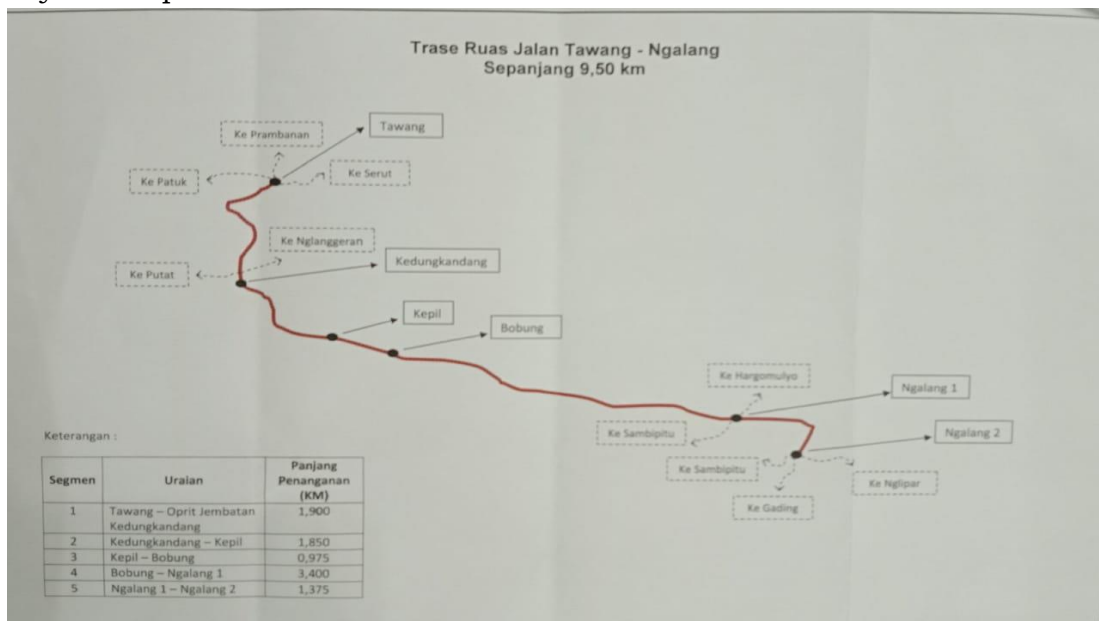 Trase Ruas Jalan Tawang - Ngalang
Sepanjang 9,50 km
Tawang
Ke Prambanan
Ke Serut
Ke Patuk
Ke Nglanggeran
Kedungkandang
Ke Putat
Kepil
Bobung
Ke Hargomulyo
Ngalang 1
Ke Sambipitu
Ngalang 2
Ke Sambipitu
Ke Nglipar
Ke Gading
Keterangan :
Segmen Uraian Panjang Penanganan (KM)
1 Tawang – Oprit Jembatan Kedungkandang 1,900
2 Kedungkandang – Kepil 1,850
3 Kepil – Bobung 0,975
4 Bobung – Ngalang 1 3,400
5 Ngalang 1 – Ngalang 2 1,375